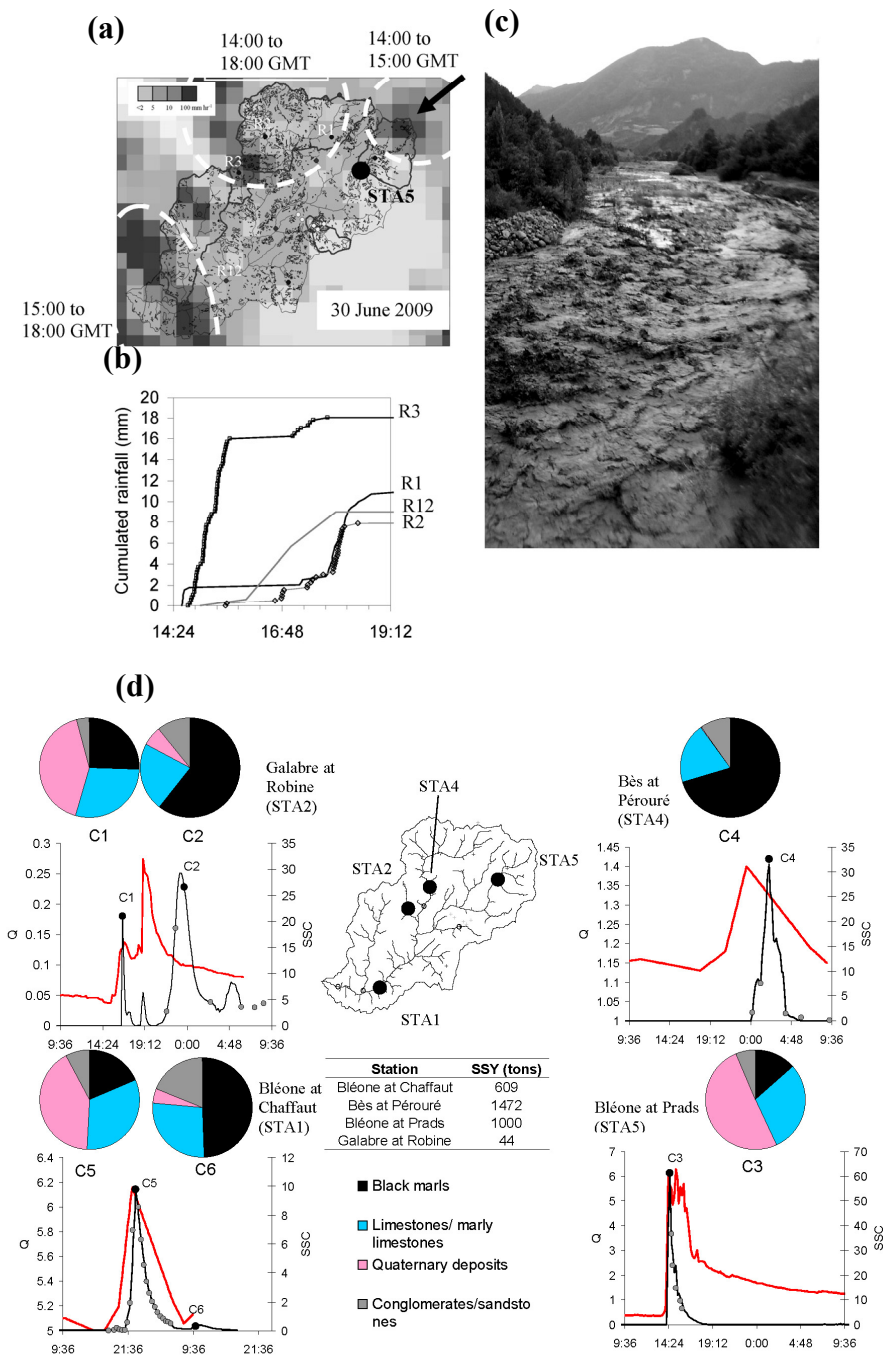 (a)
14:00 to
18:00 GMT
14:00 to
15:00 GMT
(c)
<2 5 10 100 mm hr-1
R1
R3
STA5
R12
15:00 to
18:00 GMT
30 June 2009
(b)
Cumulated rainfall (mm)
20
18
16
14
12
10
8
6
4
2
0
R3
R1
R12
R2
14:24 16:48 19:12
(d)
Galabre at
Robine
(STA2)
C1 C2
0.3
0.25
0.2
0.15
0.1
0.05
0
Q
C1
C2
35
30
25
20
15
10
5
0
SSC
9:36 14:24 19:12 0:00 4:48 9:36
STA4
STA2
STA5
STA1
Bès at
Pérouré
(STA4)
C4
1.45
1.4
1.35
1.3
1.25
1.2
1.15
1.1
1.05
1
Q
C4
35
30
25
20
15
10
5
0
SSC
9:36 14:24 19:12 0:00 4:48 9:36
Bléone at
Chaffaut
(STA1)
C5 C6
6.4
6.2
6
5.8
5.6
5.4
5.2
5
Q
C5
C6
12
10
8
6
4
2
0
SSC
9:36 21:36 9:36 21:36
Station SSY (tons)
Bléone at Chaffaut 609
Bès at Pérouré 1472
Bléone at Prads 1000
Galabre at Robine 44
Black marls
Limestones/ marly
limestones
Quaternary deposits
Conglomerates/sandsto
nes
Bléone at Prads
(STA5)
C3
7
6
5
4
3
2
1
0
Q
C3
70
60
50
40
30
20
10
0
SSC
9:36 14:24 19:12 0:00 4:48 9:36